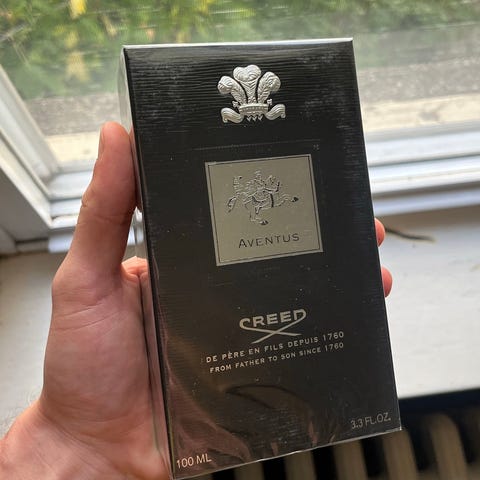 AVENTUS
CREED
DE PÈRE EN FILS DEPUIS 1760
FROM FATHER TO SON SINCE 1760
100 ML
3.3 FL.OZ.